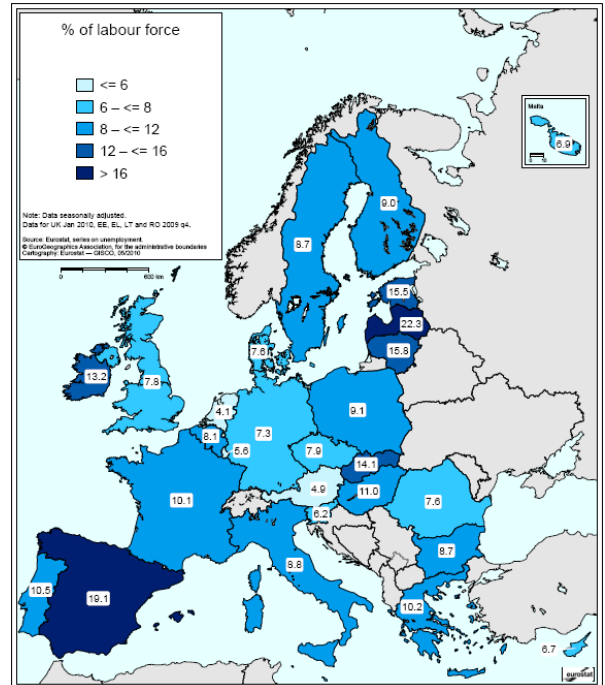 % of labour force
<= 6
6 – <= 8
8 – <= 12
12 – <= 16
> 16
Note: Data seasonally adjusted.
Data for UK Jan 2010, EE, EL, LT and RO 2009 q4.
Source: Eurostat, series on unemployment.
© EuroGeographics Association, for the administrative boundaries
Cartography: Eurostat — GISCO, 05/2010
0 600 km
Malta
6.9
9.0
8.7
15.5
22.3
15.8
7.6
13.2
7.8
4.1
9.1
8.1
7.3
5.6
7.9
14.1
4.9
11.0
10.1
6.2
7.6
8.8
8.7
10.5
19.1
10.2
6.7
eurostat